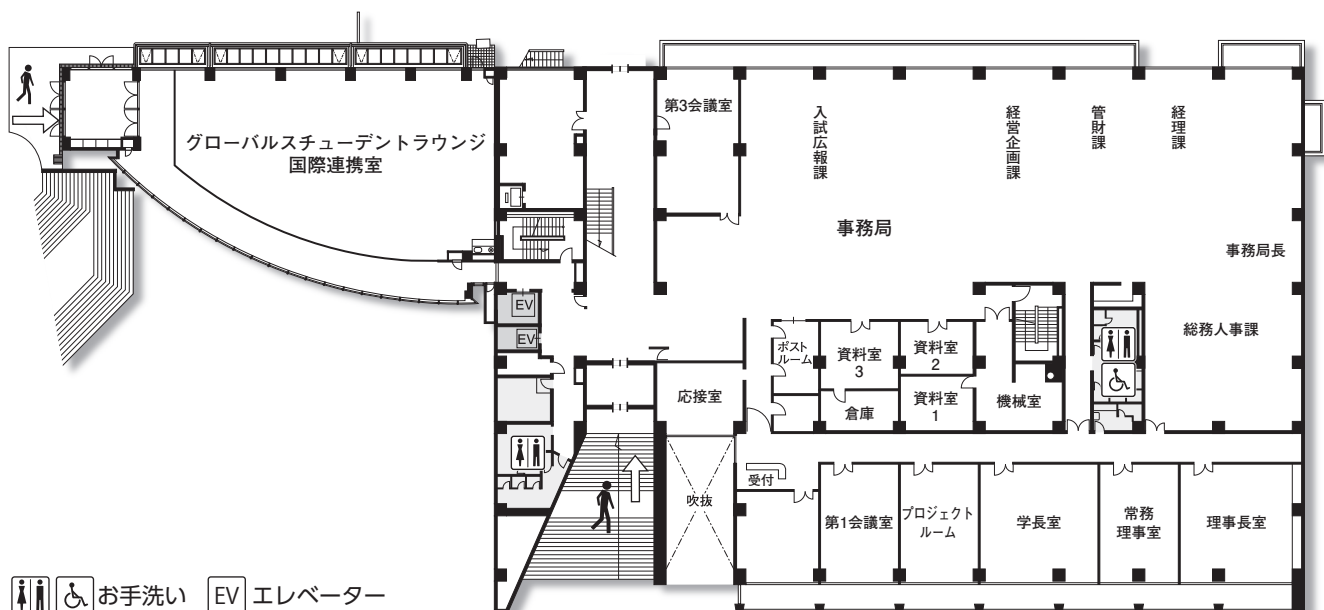 グローバルスチューデントラウンジ
国際連携室
第3会議室
入試広報課
経営企画課
管財課
経理課
事務局
事務局長
総務人事課
EV
EV
ポスト
ルーム
資料室
3
資料室
2
資料室
1
倉庫
機械室
応接室
吹抜
受付
第1会議室
プロジェクト
ルーム
学長室
常務
理事室
理事長室
お手洗い
EV エレベーター